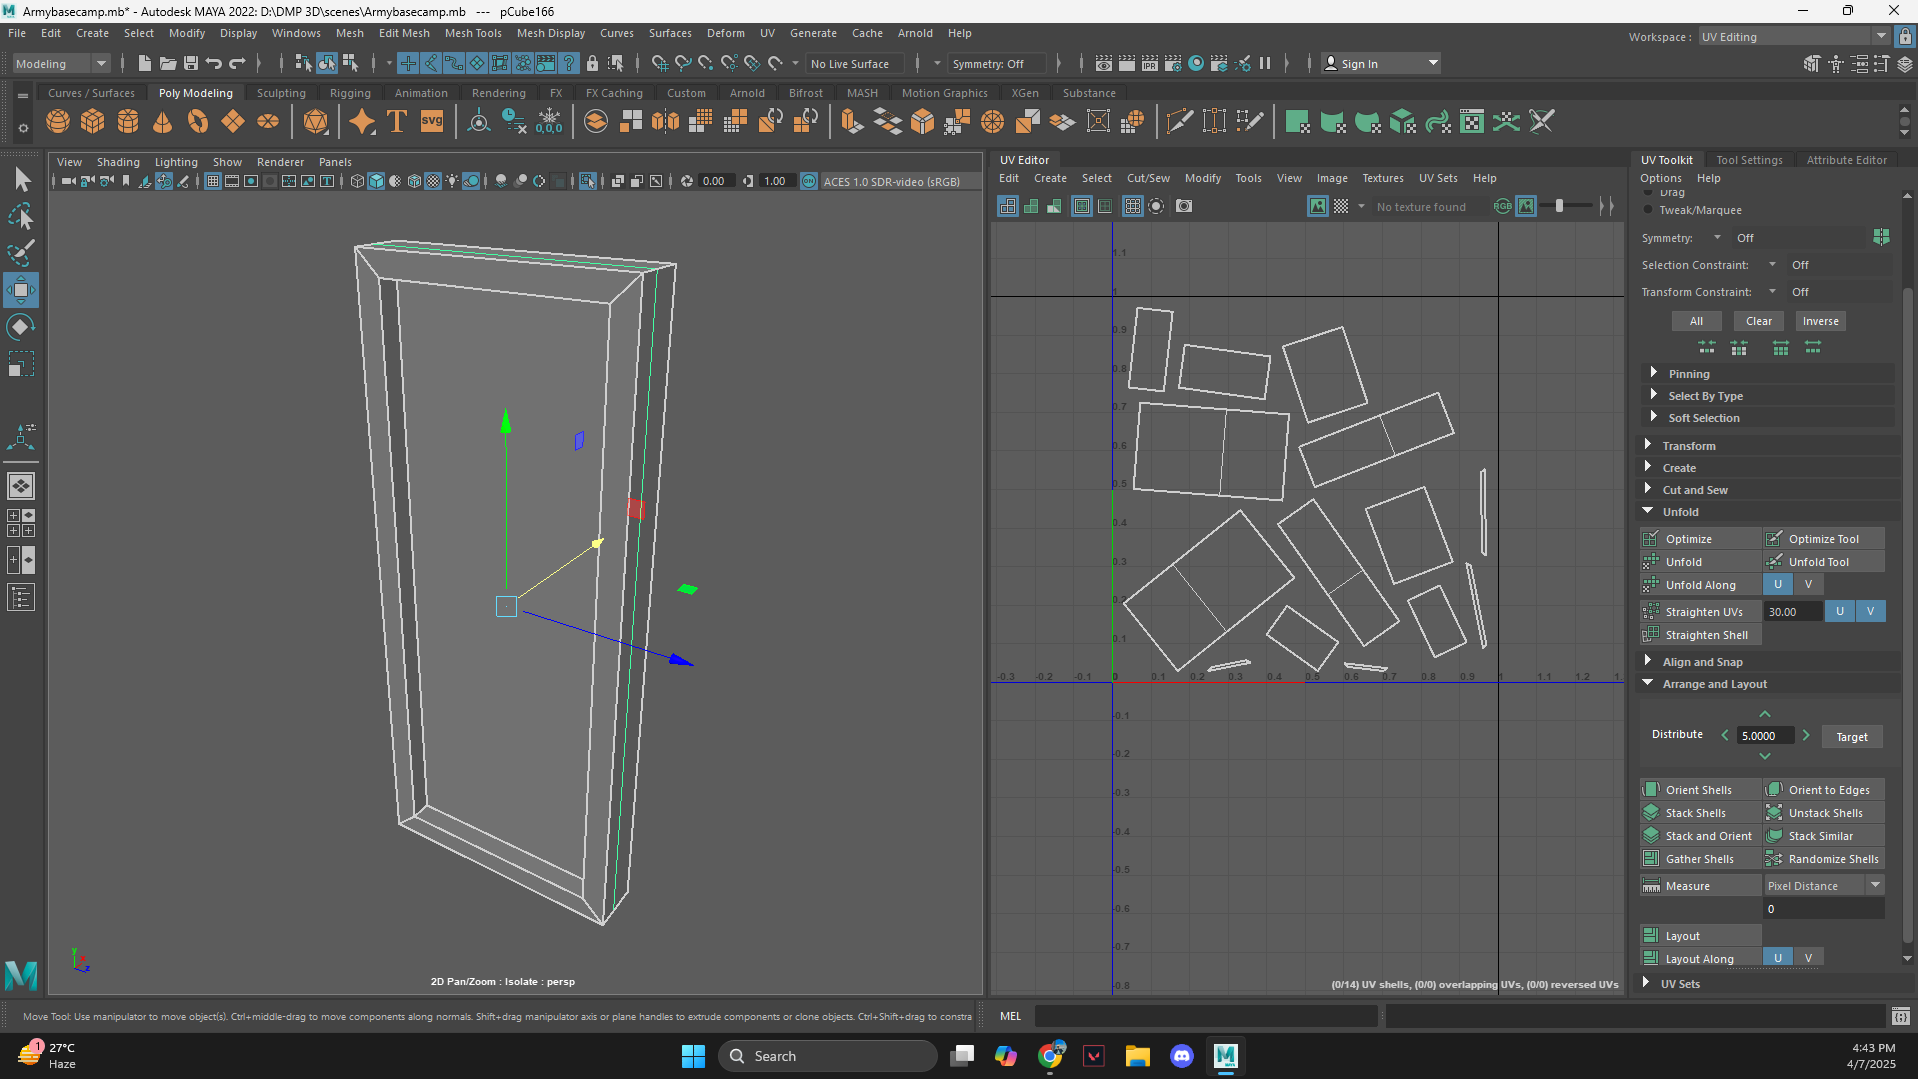 Armybasecamp.mb* - Autodesk MAYA 2022: D:\DMP 3D\scenes\Armybasecamp.mb  ---  pCube166
File Edit Create Select Modify Display Windows Mesh Edit Mesh Mesh Tools Mesh Display Curves Surfaces Deform UV Generate Cache Arnold Help
Workspace : UV Editing
Modeling No Live Surface Symmetry: Off IPR Sign In
Curves / Surfaces Poly Modeling Sculpting Rigging Animation Rendering FX FX Caching Custom Arnold Bifrost MASH Motion Graphics XGen Substance
T SVG 0,0,0
View Shading Lighting Show Renderer Panels
0.00 1.00 ON ACES 1.0 SDR-video (sRGB)
2D Pan/Zoom : Isolate : persp
y
x
z
UV Editor
Edit Create Select Cut/Sew Modify Tools View Image Textures UV Sets Help
No texture found RGB
1.1
1
0.9
0.8
0.7
0.6
0.5
0.4
0.3
0.2
0.1
-0.3 -0.2 -0.1 0 0.1 0.2 0.3 0.4 0.5 0.6 0.7 0.8 0.9 1 1.1 1.2 1.
-0.1
-0.2
-0.3
-0.4
-0.5
-0.6
-0.7
-0.8
(0/14) UV shells, (0/0) overlapping UVs, (0/0) reversed UVs
UV Toolkit Tool Settings Attribute Editor
Options Help
Drag
Tweak/Marquee
Symmetry: Off
Selection Constraint: Off
Transform Constraint: Off
All Clear Inverse
Pinning
Select By Type
Soft Selection
Transform
Create
Cut and Sew
Unfold
Optimize Optimize Tool
Unfold Unfold Tool
Unfold Along U V
Straighten UVs 30.00 U V
Straighten Shell
Align and Snap
Arrange and Layout
Distribute 5.0000 Target
Orient Shells Orient to Edges
Stack Shells Unstack Shells
Stack and Orient Stack Similar
Gather Shells Randomize Shells
Measure Pixel Distance
0
Layout
Layout Along U V
UV Sets
Move Tool: Use manipulator to move object(s). Ctrl+middle-drag to move components along normals. Shift+drag manipulator axis or plane handles to extrude components or clone objects. Ctrl+Shift+drag to constra
MEL
1
27°C
Haze
Search
4:43 PM
4/7/2025